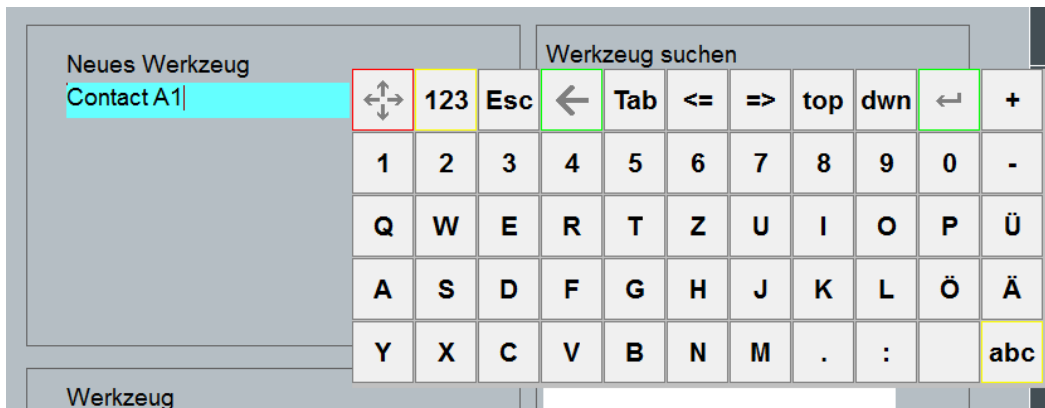 Neues Werkzeug
Werkzeug suchen
Contact A1
123 Esc Tab <= => top dwn +
1 2 3 4 5 6 7 8 9 0 -
Q W E R T Z U I O P Ü
A S D F G H J K L Ö Ä
Y X C V B N M . : abc
Werkzeug